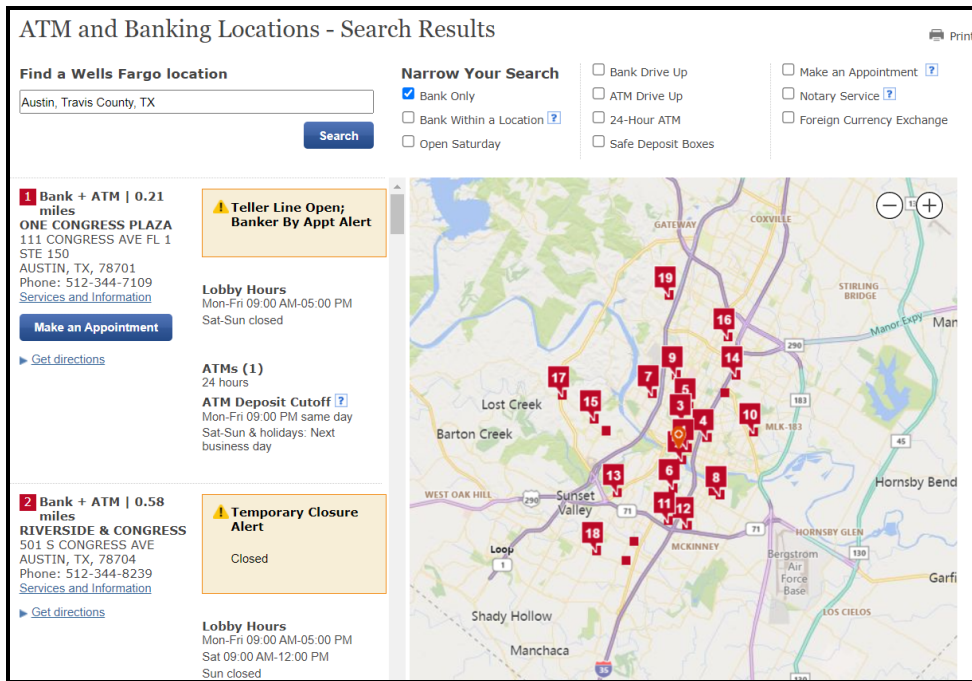 ATM and Banking Locations - Search Results
Print
Find a Wells Fargo location
Austin, Travis County, TX
Search
Narrow Your Search
Bank Only
Bank Within a Location ?
Open Saturday
Bank Drive Up
ATM Drive Up
24-Hour ATM
Safe Deposit Boxes
Make an Appointment ?
Notary Service ?
Foreign Currency Exchange
1 Bank + ATM | 0.21
miles
ONE CONGRESS PLAZA
111 CONGRESS AVE FL 1
STE 150
AUSTIN, TX, 78701
Phone: 512-344-7109
Services and Information
Make an Appointment
Get directions
Teller Line Open;
Banker By Appt Alert
Lobby Hours
Mon-Fri 09:00 AM-05:00 PM
Sat-Sun closed
ATMs (1)
24 hours
ATM Deposit Cutoff ?
Mon-Fri 09:00 PM same day
Sat-Sun & holidays: Next
business day
2 Bank + ATM | 0.58
miles
RIVERSIDE & CONGRESS
501 S CONGRESS AVE
AUSTIN, TX, 78704
Phone: 512-344-8239
Services and Information
Get directions
Temporary Closure
Alert
Closed
Lobby Hours
Mon-Fri 09:00 AM-05:00 PM
Sat 09:00 AM-12:00 PM
Sun closed
GATEWAY
COXVILLE
19
STIRLING
BRIDGE
16
Manor Expy
Man
290
9
14
7
17
5
15
3
183
Lost Creek
4
10
MLK-183
Barton Creek
45
6
13
8
Hornsby Bend
WEST OAK HILL
290
Sunset
Valley
71
11
12
18
71
HORNSBY GLEN
MCKINNEY
Loop
1
Bergstrom
Air
Force
Base
130
Garfi
LOS CIELOS
Shady Hollow
Manchaca
35
130